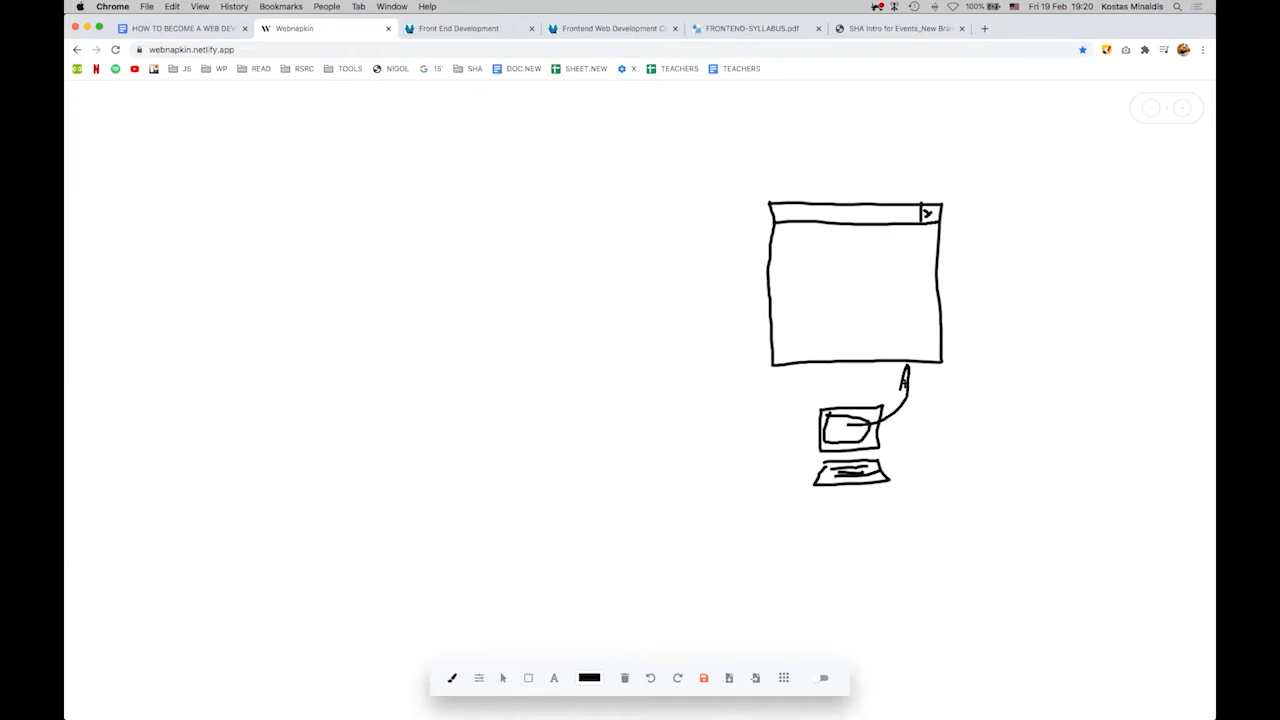 Chrome File Edit View History Bookmarks People Tab Window Help 100% Fri 19 Feb 19:20 Kostas Minaidis
HOW TO BECOME A WEB DEV Webnapkin Front End Development Frontend Web Development C FRONTEND-SYLLABUS.pdf SHA Intro for Events_New Bran
webnapkin.netlify.app
JS WP READ RSRC TOOLS NIGOL 15' SHA DOC.NEW SHEET.NEW X TEACHERS TEACHERS
A